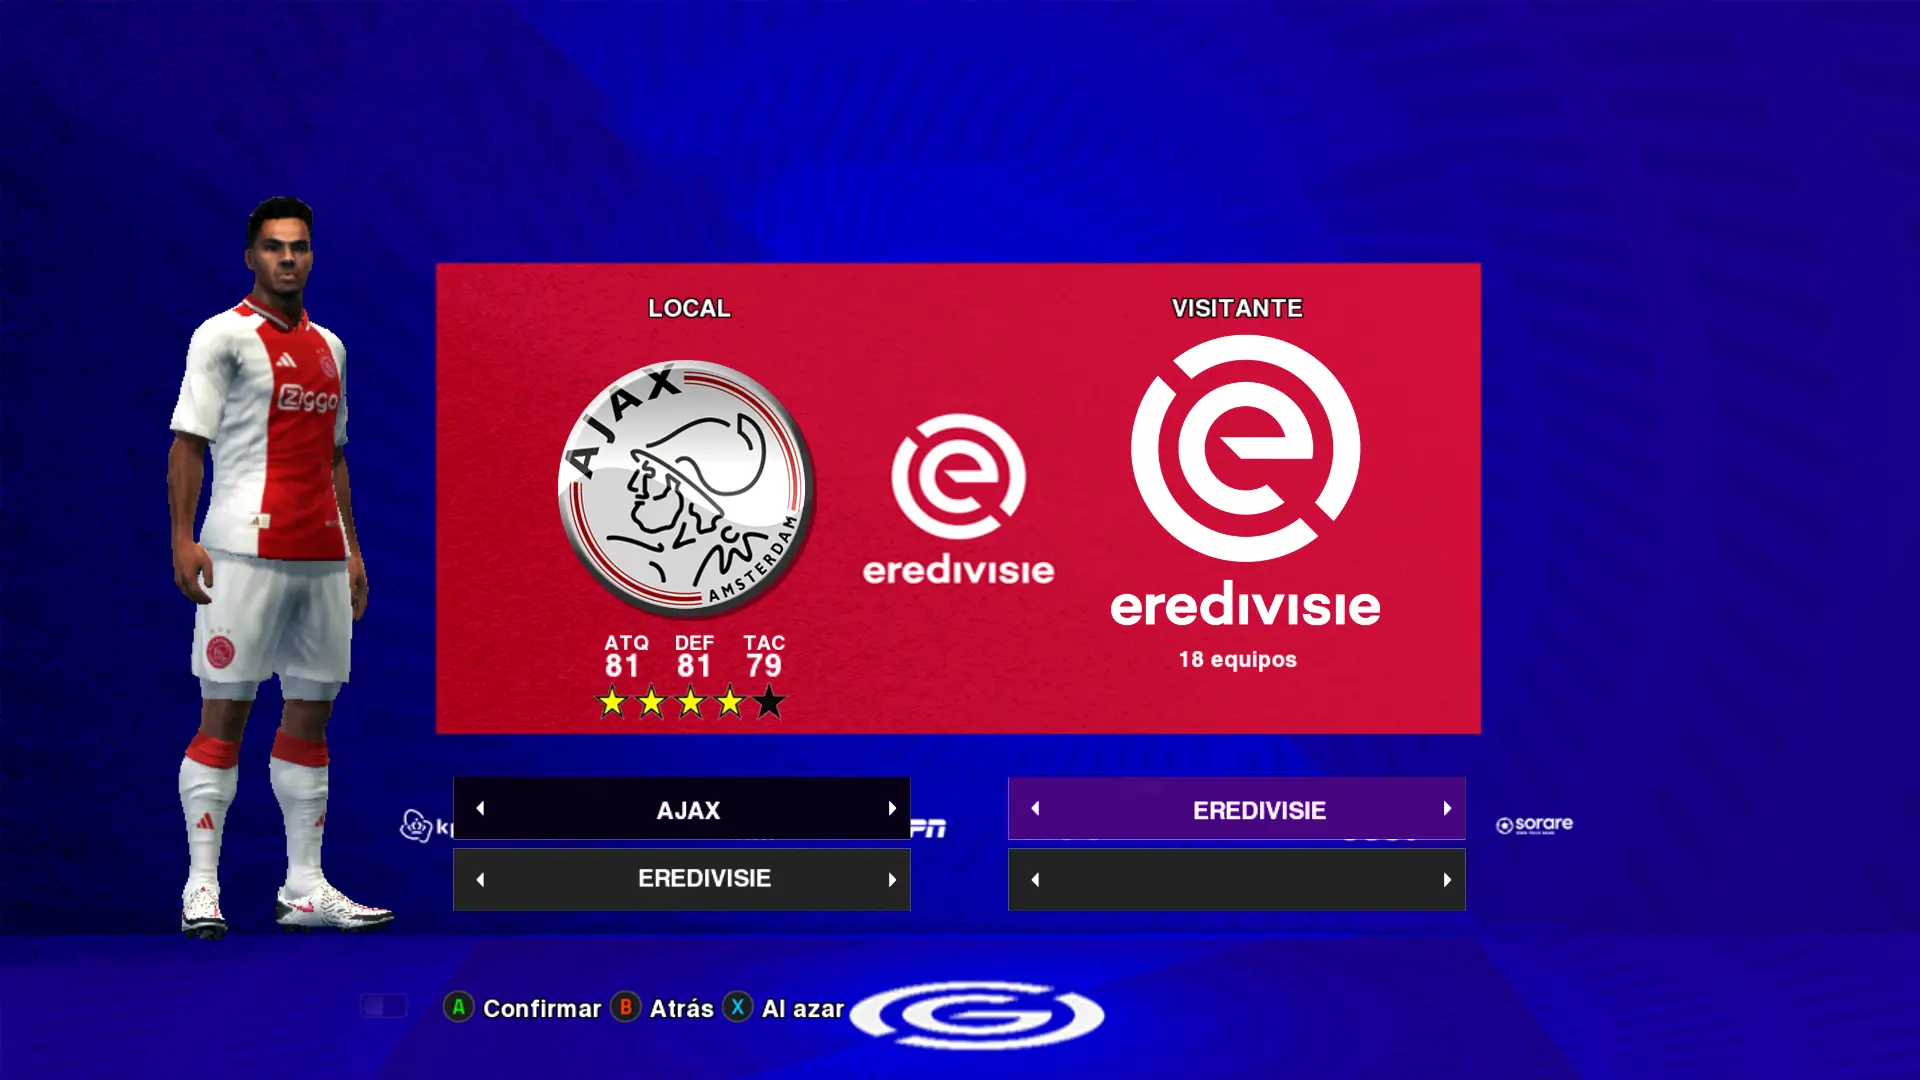 LOCAL
VISITANTE
AJAX
AMSTERDAM
eredivisie
eredivisie
18 equipos
ATQ DEF TAC
81 81 79
Ziggo
AJAX
EREDIVISIE
sorare
EREDIVISIE
A Confirmar B Atrás X Al azar